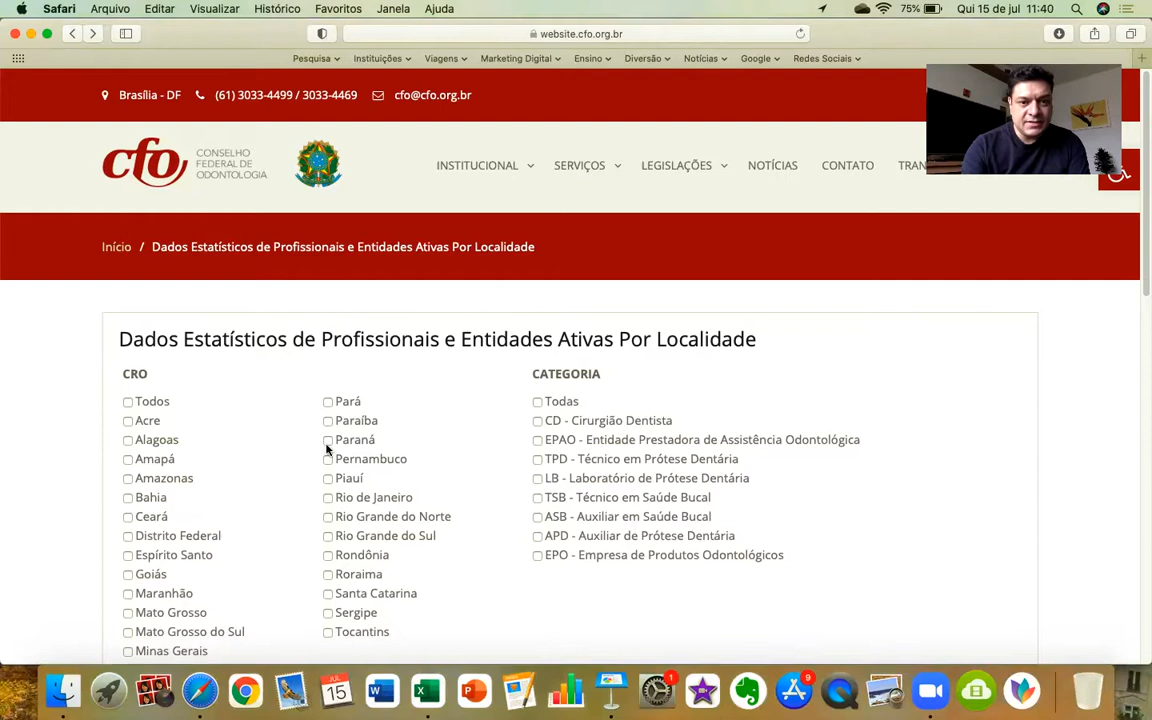 Safari Arquivo Editar Visualizar Histórico Favoritos Janela Ajuda 75% Qui 15 de jul 11:40
website.cfo.org.br
Pesquisa Instituições Viagens Marketing Digital Ensino Diversão Notícias Google Redes Sociais
Brasília - DF (61) 3033-4499 / 3033-4469 cfo@cfo.org.br
cfo CONSELHO FEDERAL DE ODONTOLOGIA
INSTITUCIONAL SERVIÇOS LEGISLAÇÕES NOTÍCIAS CONTATO TRAN
Início / Dados Estatísticos de Profissionais e Entidades Ativas Por Localidade
Dados Estatísticos de Profissionais e Entidades Ativas Por Localidade
CRO
Todos
Acre
Alagoas
Amapá
Amazonas
Bahia
Ceará
Distrito Federal
Espírito Santo
Goiás
Maranhão
Mato Grosso
Mato Grosso do Sul
Minas Gerais
Pará
Paraíba
Paraná
Pernambuco
Piauí
Rio de Janeiro
Rio Grande do Norte
Rio Grande do Sul
Rondônia
Roraima
Santa Catarina
Sergipe
Tocantins
CATEGORIA
Todas
CD - Cirurgião Dentista
EPAO - Entidade Prestadora de Assistência Odontológica
TPD - Técnico em Prótese Dentária
LB - Laboratório de Prótese Dentária
TSB - Técnico em Saúde Bucal
ASB - Auxiliar em Saúde Bucal
APD - Auxiliar de Prótese Dentária
EPO - Empresa de Produtos Odontológicos
JUL
15
W
X
P
1
9